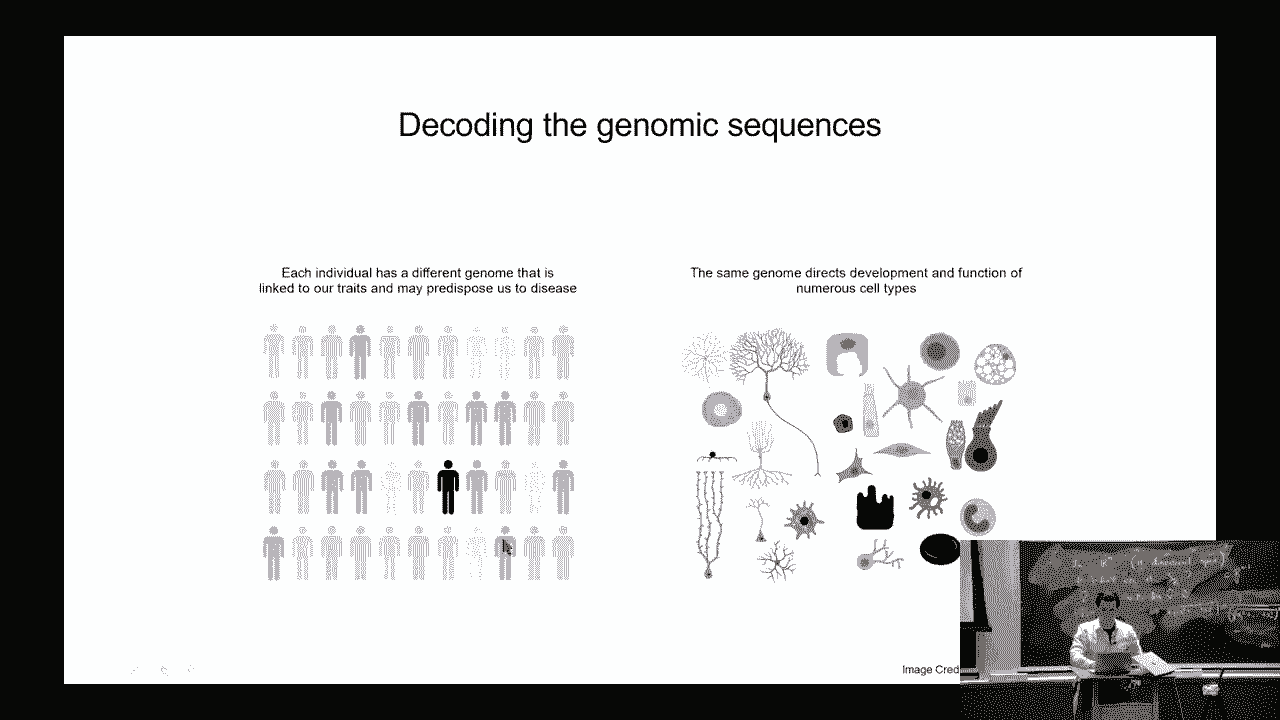 Decoding the genomic sequences
Each individual has a different genome that is
linked to our traits and may predispose us to disease
The same genome directs development and function of
numerous cell types
Image Cred